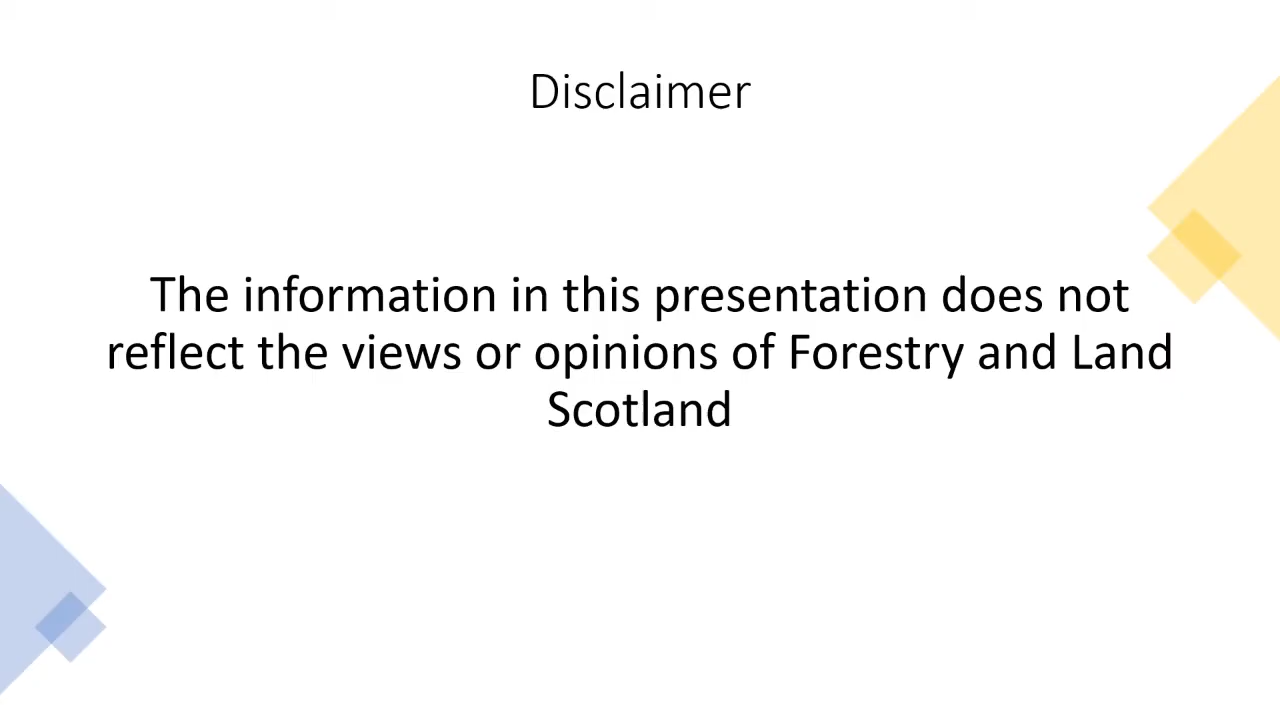 Disclaimer
The information in this presentation does not
reflect the views or opinions of Forestry and Land
Scotland